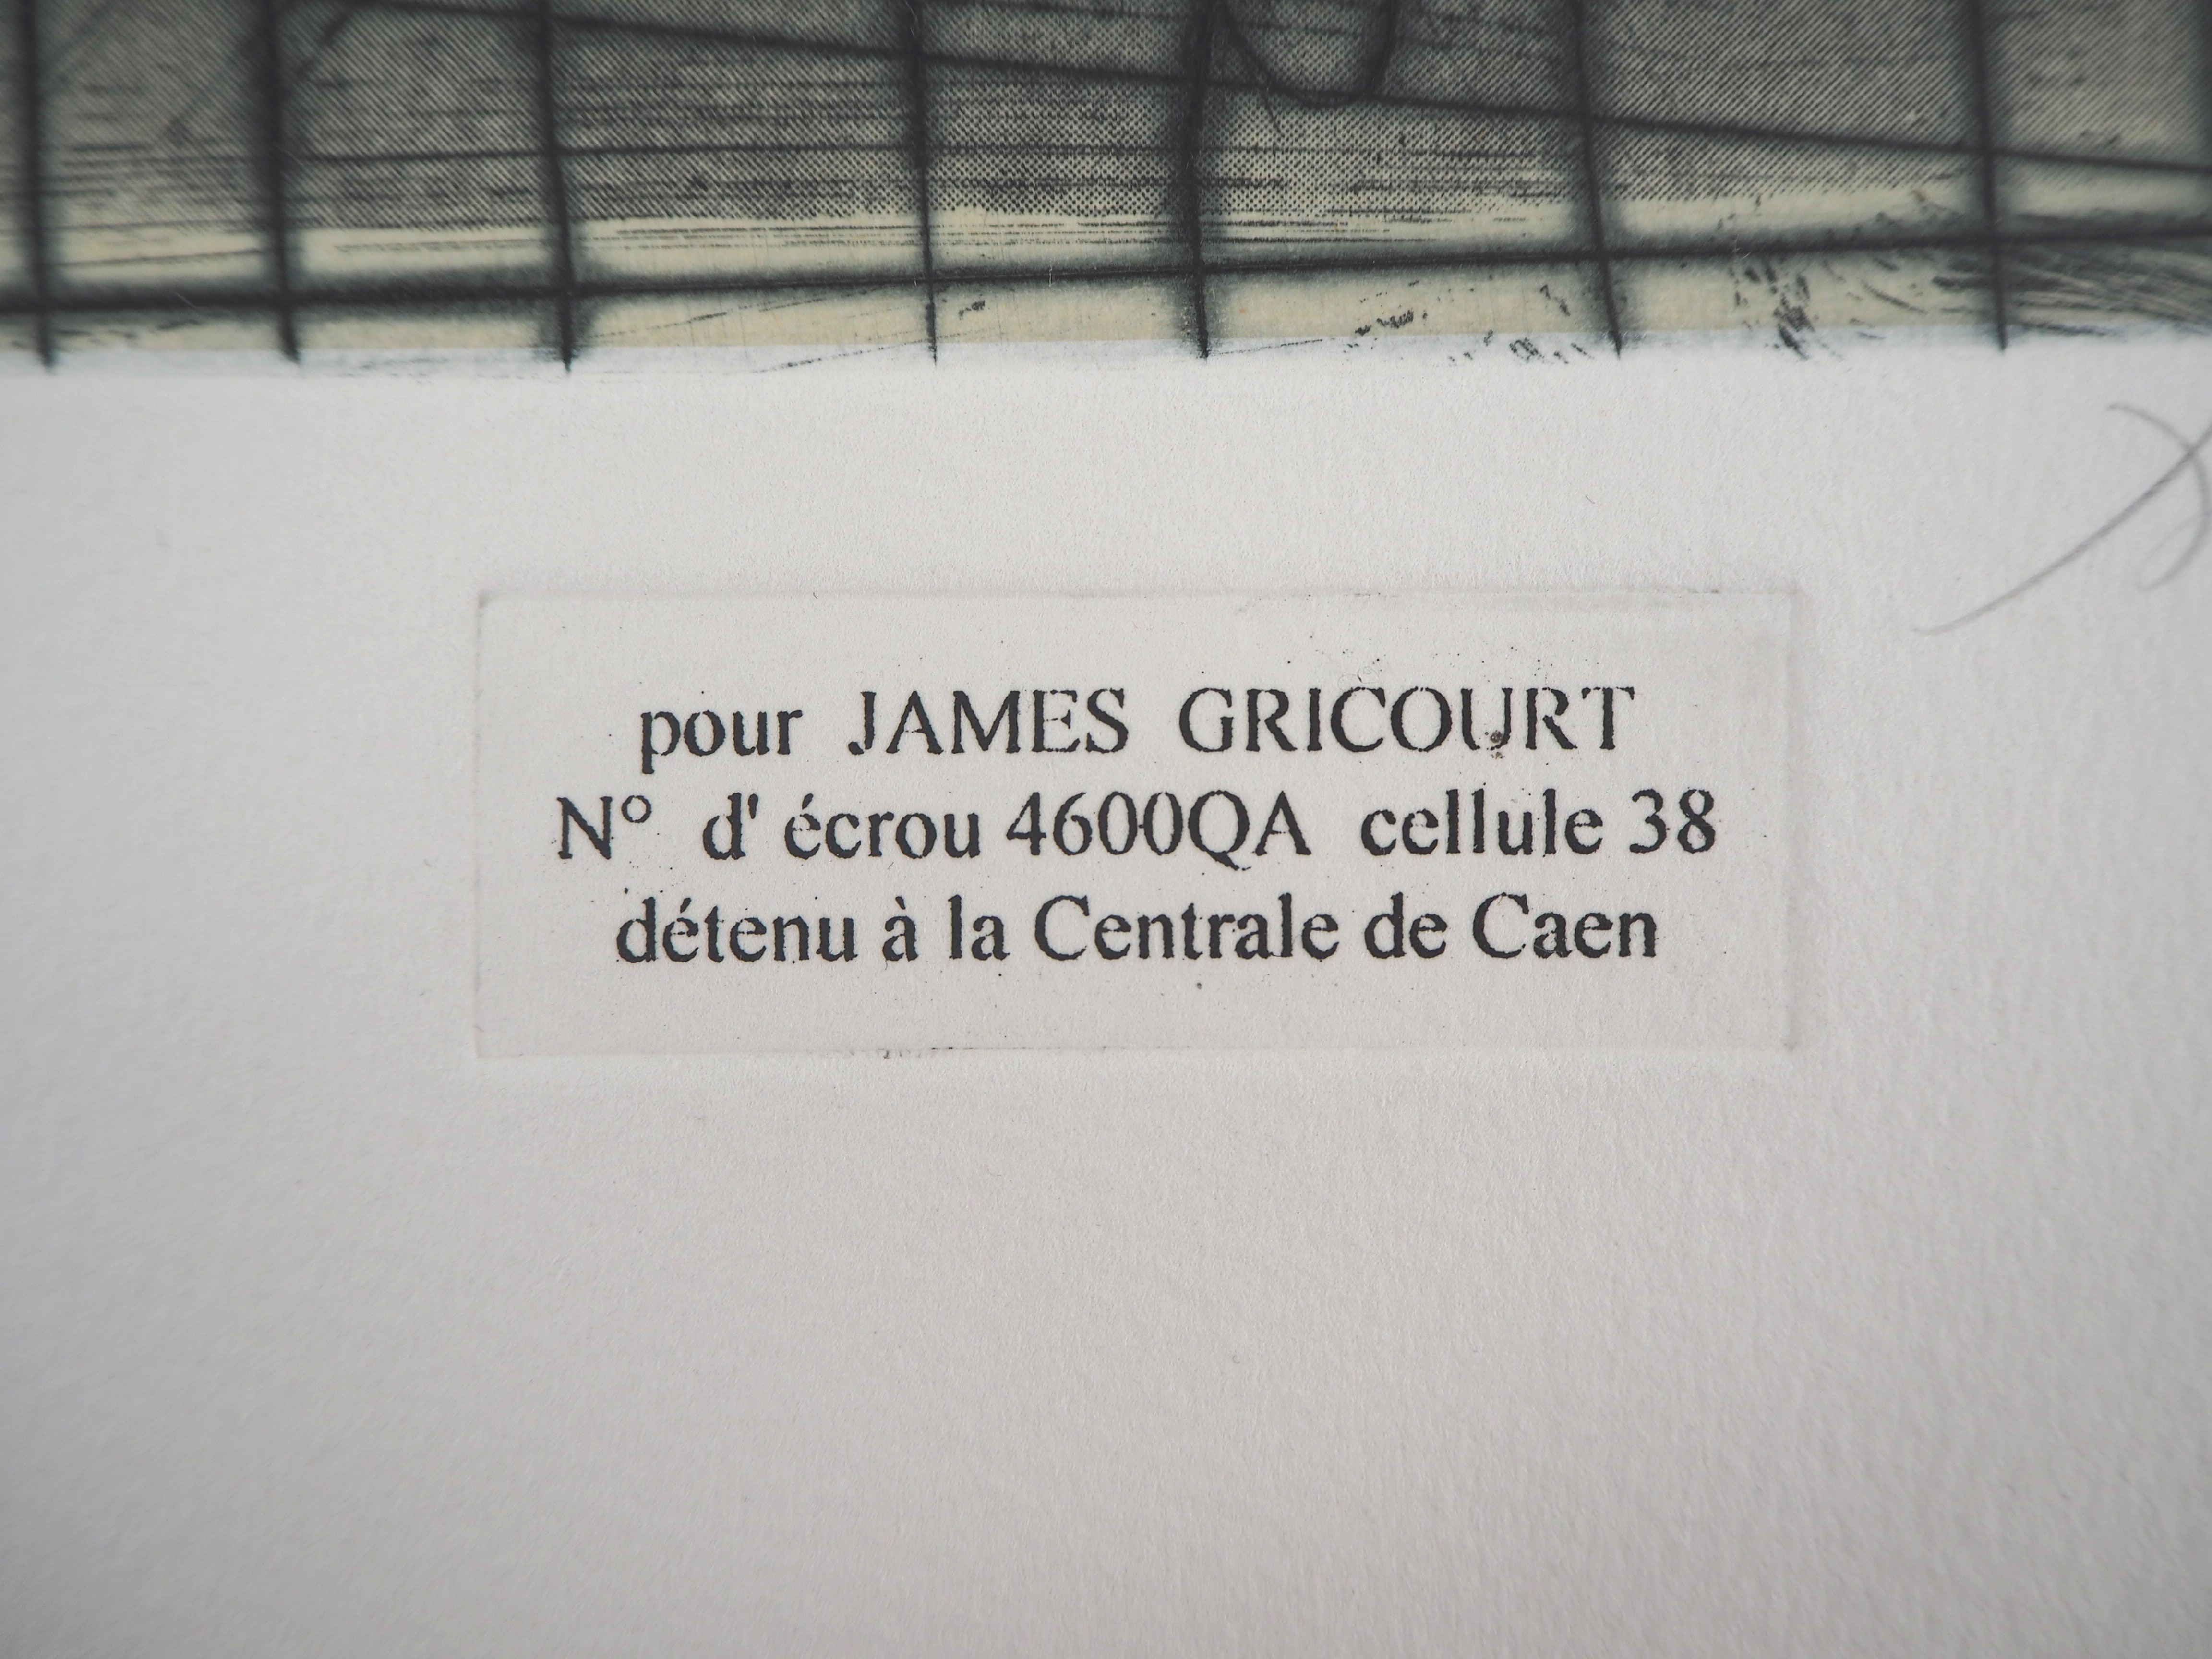 pour JAMES GRICOURT
N° d' écrou 4600QA cellule 38
détenu à la Centrale de Caen